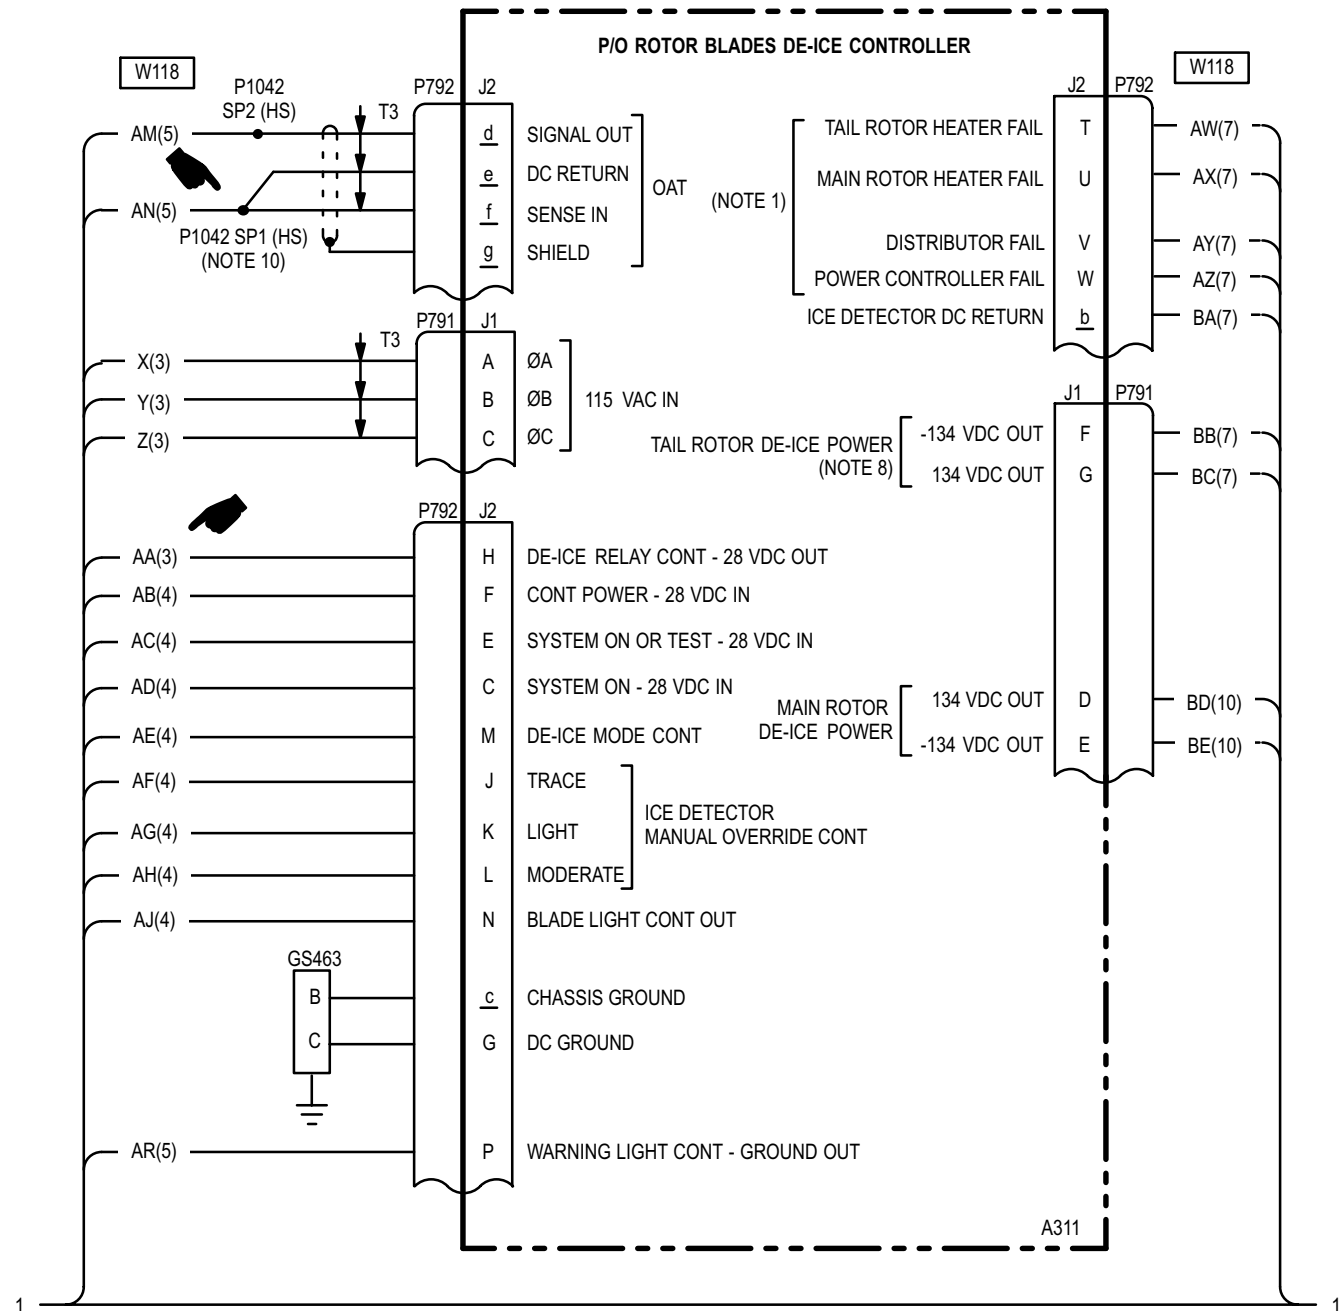 P/O ROTOR BLADES DE-ICE CONTROLLER
W118
P1042
SP2 (HS)
T3
P792 J2
AM(5) d SIGNAL OUT
e DC RETURN
OAT
AN(5) f SENSE IN
P1042 SP1 (HS)
(NOTE 10)
g SHIELD
P791 J1
T3
X(3) A ØA
Y(3) B ØB 115 VAC IN
Z(3) C ØC
P792 J2
AA(3) H DE-ICE RELAY CONT - 28 VDC OUT
AB(4) F CONT POWER - 28 VDC IN
AC(4) E SYSTEM ON OR TEST - 28 VDC IN
AD(4) C SYSTEM ON - 28 VDC IN
AE(4) M DE-ICE MODE CONT
AF(4) J TRACE
AG(4) K LIGHT
AH(4) L MODERATE
ICE DETECTOR
MANUAL OVERRIDE CONT
AJ(4) N BLADE LIGHT CONT OUT
GS463
B c CHASSIS GROUND
C G DC GROUND
AR(5) P WARNING LIGHT CONT - GROUND OUT
W118
J2 P792
(NOTE 1)
TAIL ROTOR HEATER FAIL T AW(7)
MAIN ROTOR HEATER FAIL U AX(7)
DISTRIBUTOR FAIL V AY(7)
POWER CONTROLLER FAIL W AZ(7)
ICE DETECTOR DC RETURN b BA(7)
J1 P791
TAIL ROTOR DE-ICE POWER
(NOTE 8)
-134 VDC OUT F BB(7)
134 VDC OUT G BC(7)
MAIN ROTOR
DE-ICE POWER
134 VDC OUT D BD(10)
-134 VDC OUT E BE(10)
A311
1 1